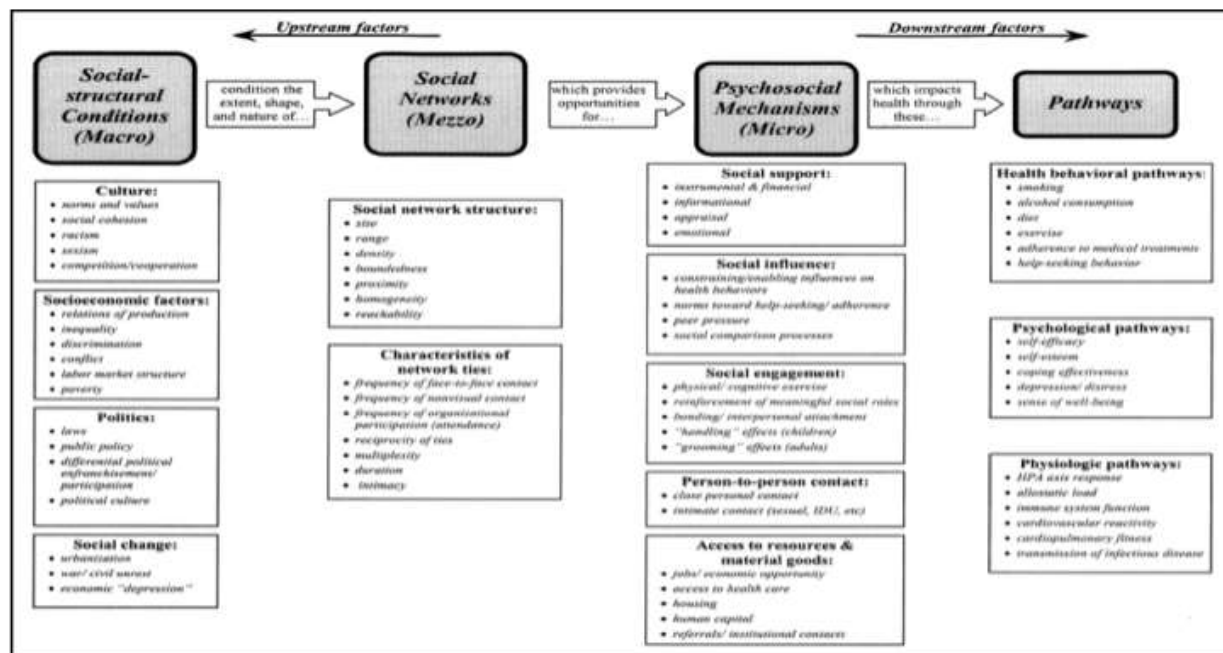 Upstream factors
Downstream factors
Social-
structural
Conditions
(Macro)
condition the
extent, shape,
and nature of…
Social
Networks
(Mezzo)
which provides
opportunities
for…
Psychosocial
Mechanisms
(Micro)
which impacts
health through
these…
Pathways
Culture:
• norms and values
• social cohesion
• racism
• sexism
• competition/cooperation
Socioeconomic factors:
• relations of production
• inequality
• discrimination
• conflict
• labor market structure
• poverty
Politics:
• laws
• public policy
• differential political
enfranchisement/
participation
• political culture
Social change:
• urbanization
• war/ civil unrest
• economic "depression"
Social network structure:
• size
• range
• density
• boundedness
• proximity
• homogeneity
• reachability
Characteristics of
network ties:
• frequency of face-to-face contact
• frequency of nonvisual contact
• frequency of organizational
participation (attendance)
• reciprocity of ties
• multiplexity
• duration
• intimacy
Social support:
• instrumental & financial
• informational
• appraisal
• emotional
Social influence:
• constraining/enabling influences on
health behaviors
• norms toward help-seeking/ adherence
• peer pressure
• social comparison processes
Social engagement:
• physical/ cognitive exercise
• reinforcement of meaningful social roles
• bonding/ interpersonal attachment
• "handling" effects (children)
• "grooming" effects (adults)
Person-to-person contact:
• close personal contact
• intimate contact (sexual, IDU, etc)
Access to resources &
material goods:
• jobs/ economic opportunity
• access to health care
• housing
• human capital
• referrals/ institutional contacts
Health behavioral pathways:
• smoking
• alcohol consumption
• diet
• exercise
• adherence to medical treatments
• help-seeking behavior
Psychological pathways:
• self-efficacy
• self-esteem
• coping effectiveness
• depression/ distress
• sense of well-being
Physiologic pathways:
• HPA axis response
• allostatic load
• immune system function
• cardiovascular reactivity
• cardiopulmonary fitness
• transmission of infectious disease